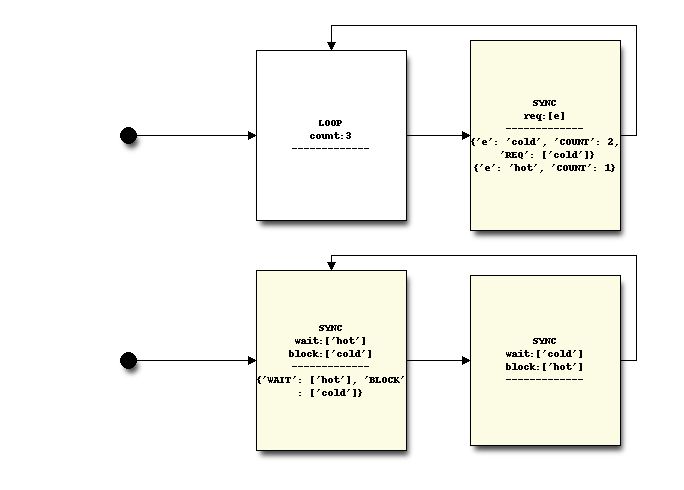 LOOP
count:3
-------------
SYNC
req:[e]
-------------
{'e': 'cold', 'COUNT': 2,
'REQ': ['cold']}
{'e': 'hot', 'COUNT': 1}
SYNC
wait:['hot']
block:['cold']
-------------
{'WAIT': ['hot'], 'BLOCK'
: ['cold']}
SYNC
wait:['cold']
block:['hot']
-------------